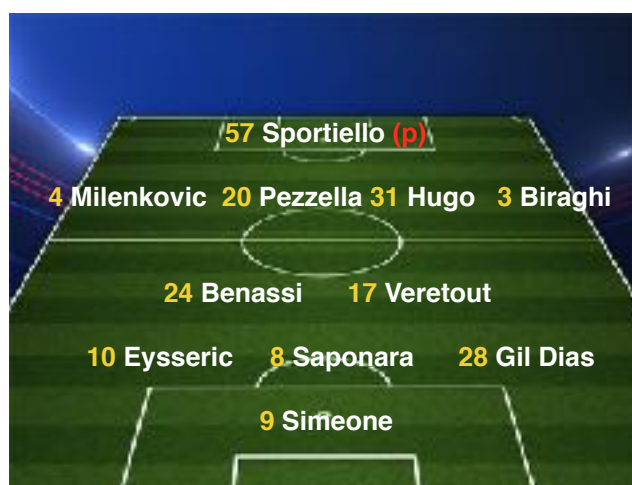 57 Sportiello (p)
4 Milenkovic 20 Pezzella 31 Hugo 3 Biraghi
24 Benassi 17 Veretout
10 Eysseric 8 Saponara 28 Gil Dias
9 Simeone